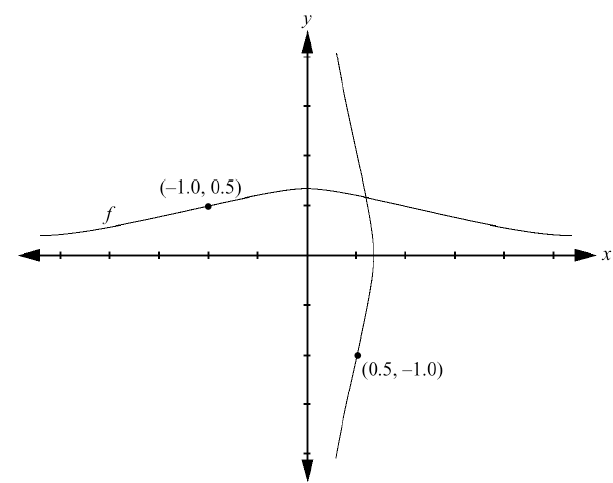 y
(–1.0, 0.5)
f
x
(0.5, –1.0)